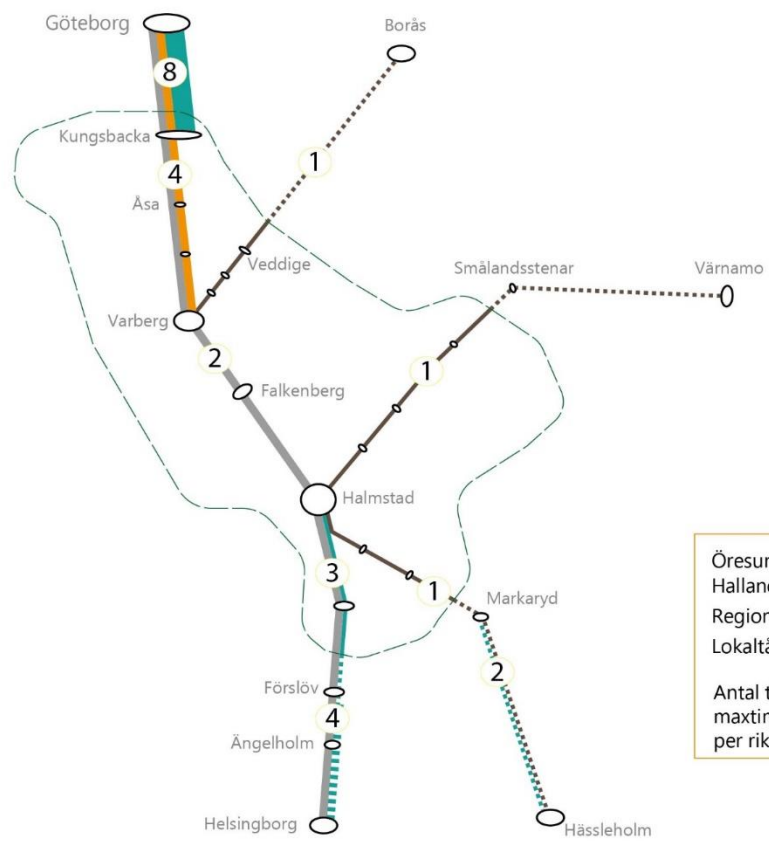 Göteborg
Borås
8
Kungsbacka
1
4
Åsa
Veddige
Smålandsstenar
Värnamo
Varberg
2
1
Falkenberg
Halmstad
3
1
Markaryd
2
Förslöv
4
Ängelholm
Helsingborg
Hässleholm
Öresun
Halland
Region
Lokaltå
Antal t
maxtin
per rik